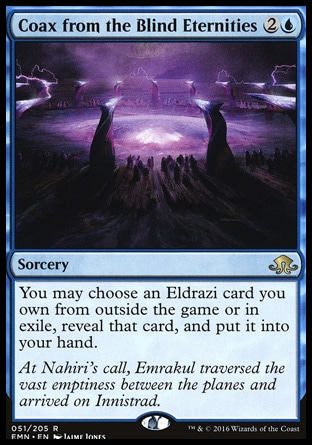 Coax from the Blind Eternities 2
Sorcery
You may choose an Eldrazi card you
own from outside the game or in
exile, reveal that card, and put it into
your hand.
At Nahiri's call, Emrakul traversed the
vast emptiness between the planes and
arrived on Innistrad.
051/205 R
EMN • EN Jaime Jones
™ & © 2016 Wizards of the Coast